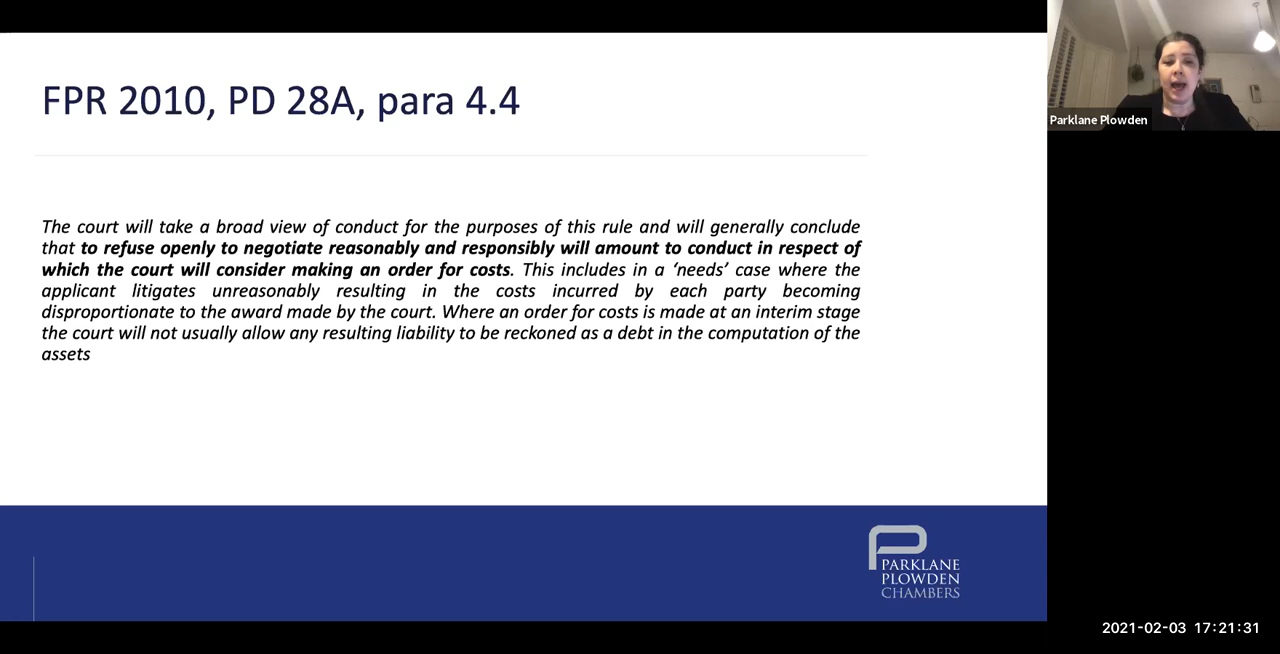 FPR 2010, PD 28A, para 4.4
The court will take a broad view of conduct for the purposes of this rule and will generally conclude
that to refuse openly to negotiate reasonably and responsibly will amount to conduct in respect of
which the court will consider making an order for costs. This includes in a ‘needs’ case where the
applicant litigates unreasonably resulting in the costs incurred by each party becoming
disproportionate to the award made by the court. Where an order for costs is made at an interim stage
the court will not usually allow any resulting liability to be reckoned as a debt in the computation of the
assets
PARKLANE
PLOWDEN
CHAMBERS
Parklane Plowden
2021-02-03 17:21:31